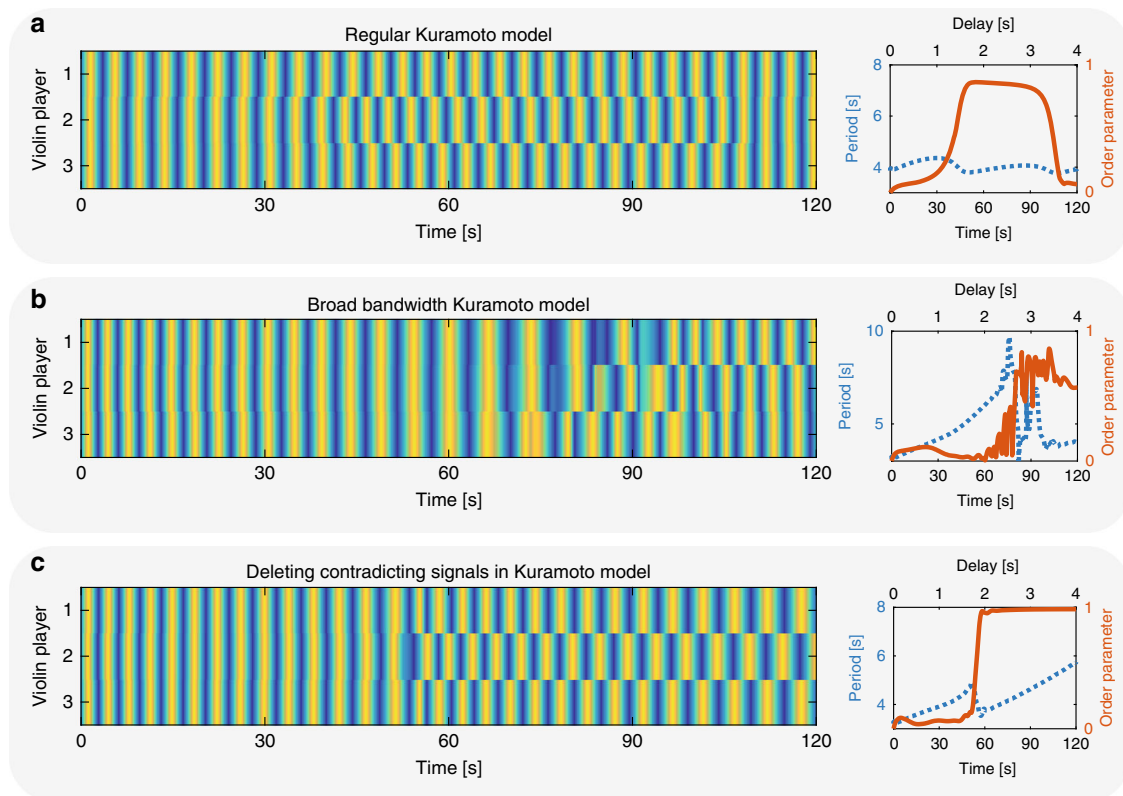 a
Regular Kuramoto model
Violin player
1
2
3
0 30 60 90 120
Time [s]
Delay [s]
0 1 2 3 4
Period [s]
8
6
4
1
0
Order parameter
0 30 60 90 120
Time [s]
b
Broad bandwidth Kuramoto model
Violin player
1
2
3
0 30 60 90 120
Time [s]
Delay [s]
0 1 2 3 4
Period [s]
10
5
1
0
Order parameter
0 30 60 90 120
Time [s]
c
Deleting contradicting signals in Kuramoto model
Violin player
1
2
3
0 30 60 90 120
Time [s]
Delay [s]
0 1 2 3 4
Period [s]
8
6
4
1
0
Order parameter
0 30 60 90 120
Time [s]